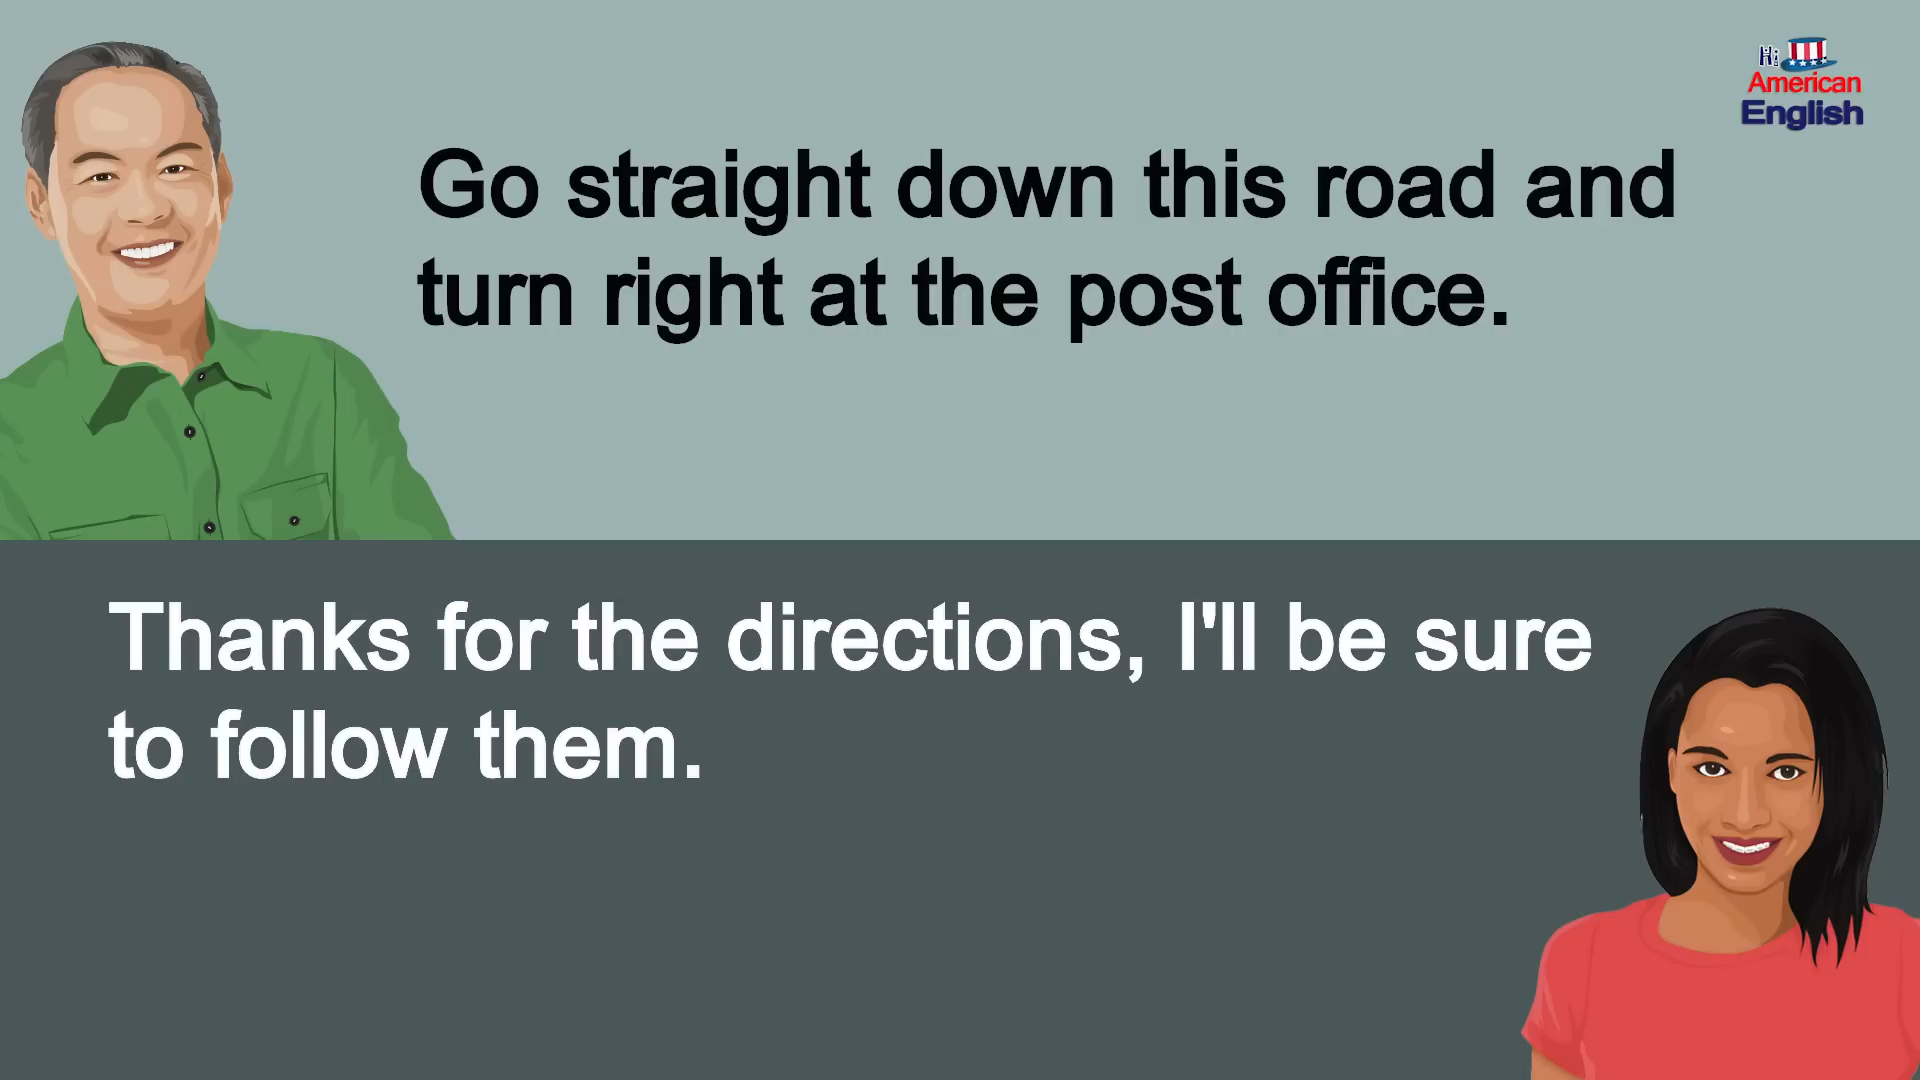 Hi
American
English
Go straight down this road and
turn right at the post office.
Thanks for the directions, I'll be sure
to follow them.